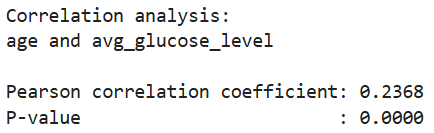 Correlation analysis:
age and avg_glucose_level

Pearson correlation coefficient: 0.2368
P-value                        : 0.0000